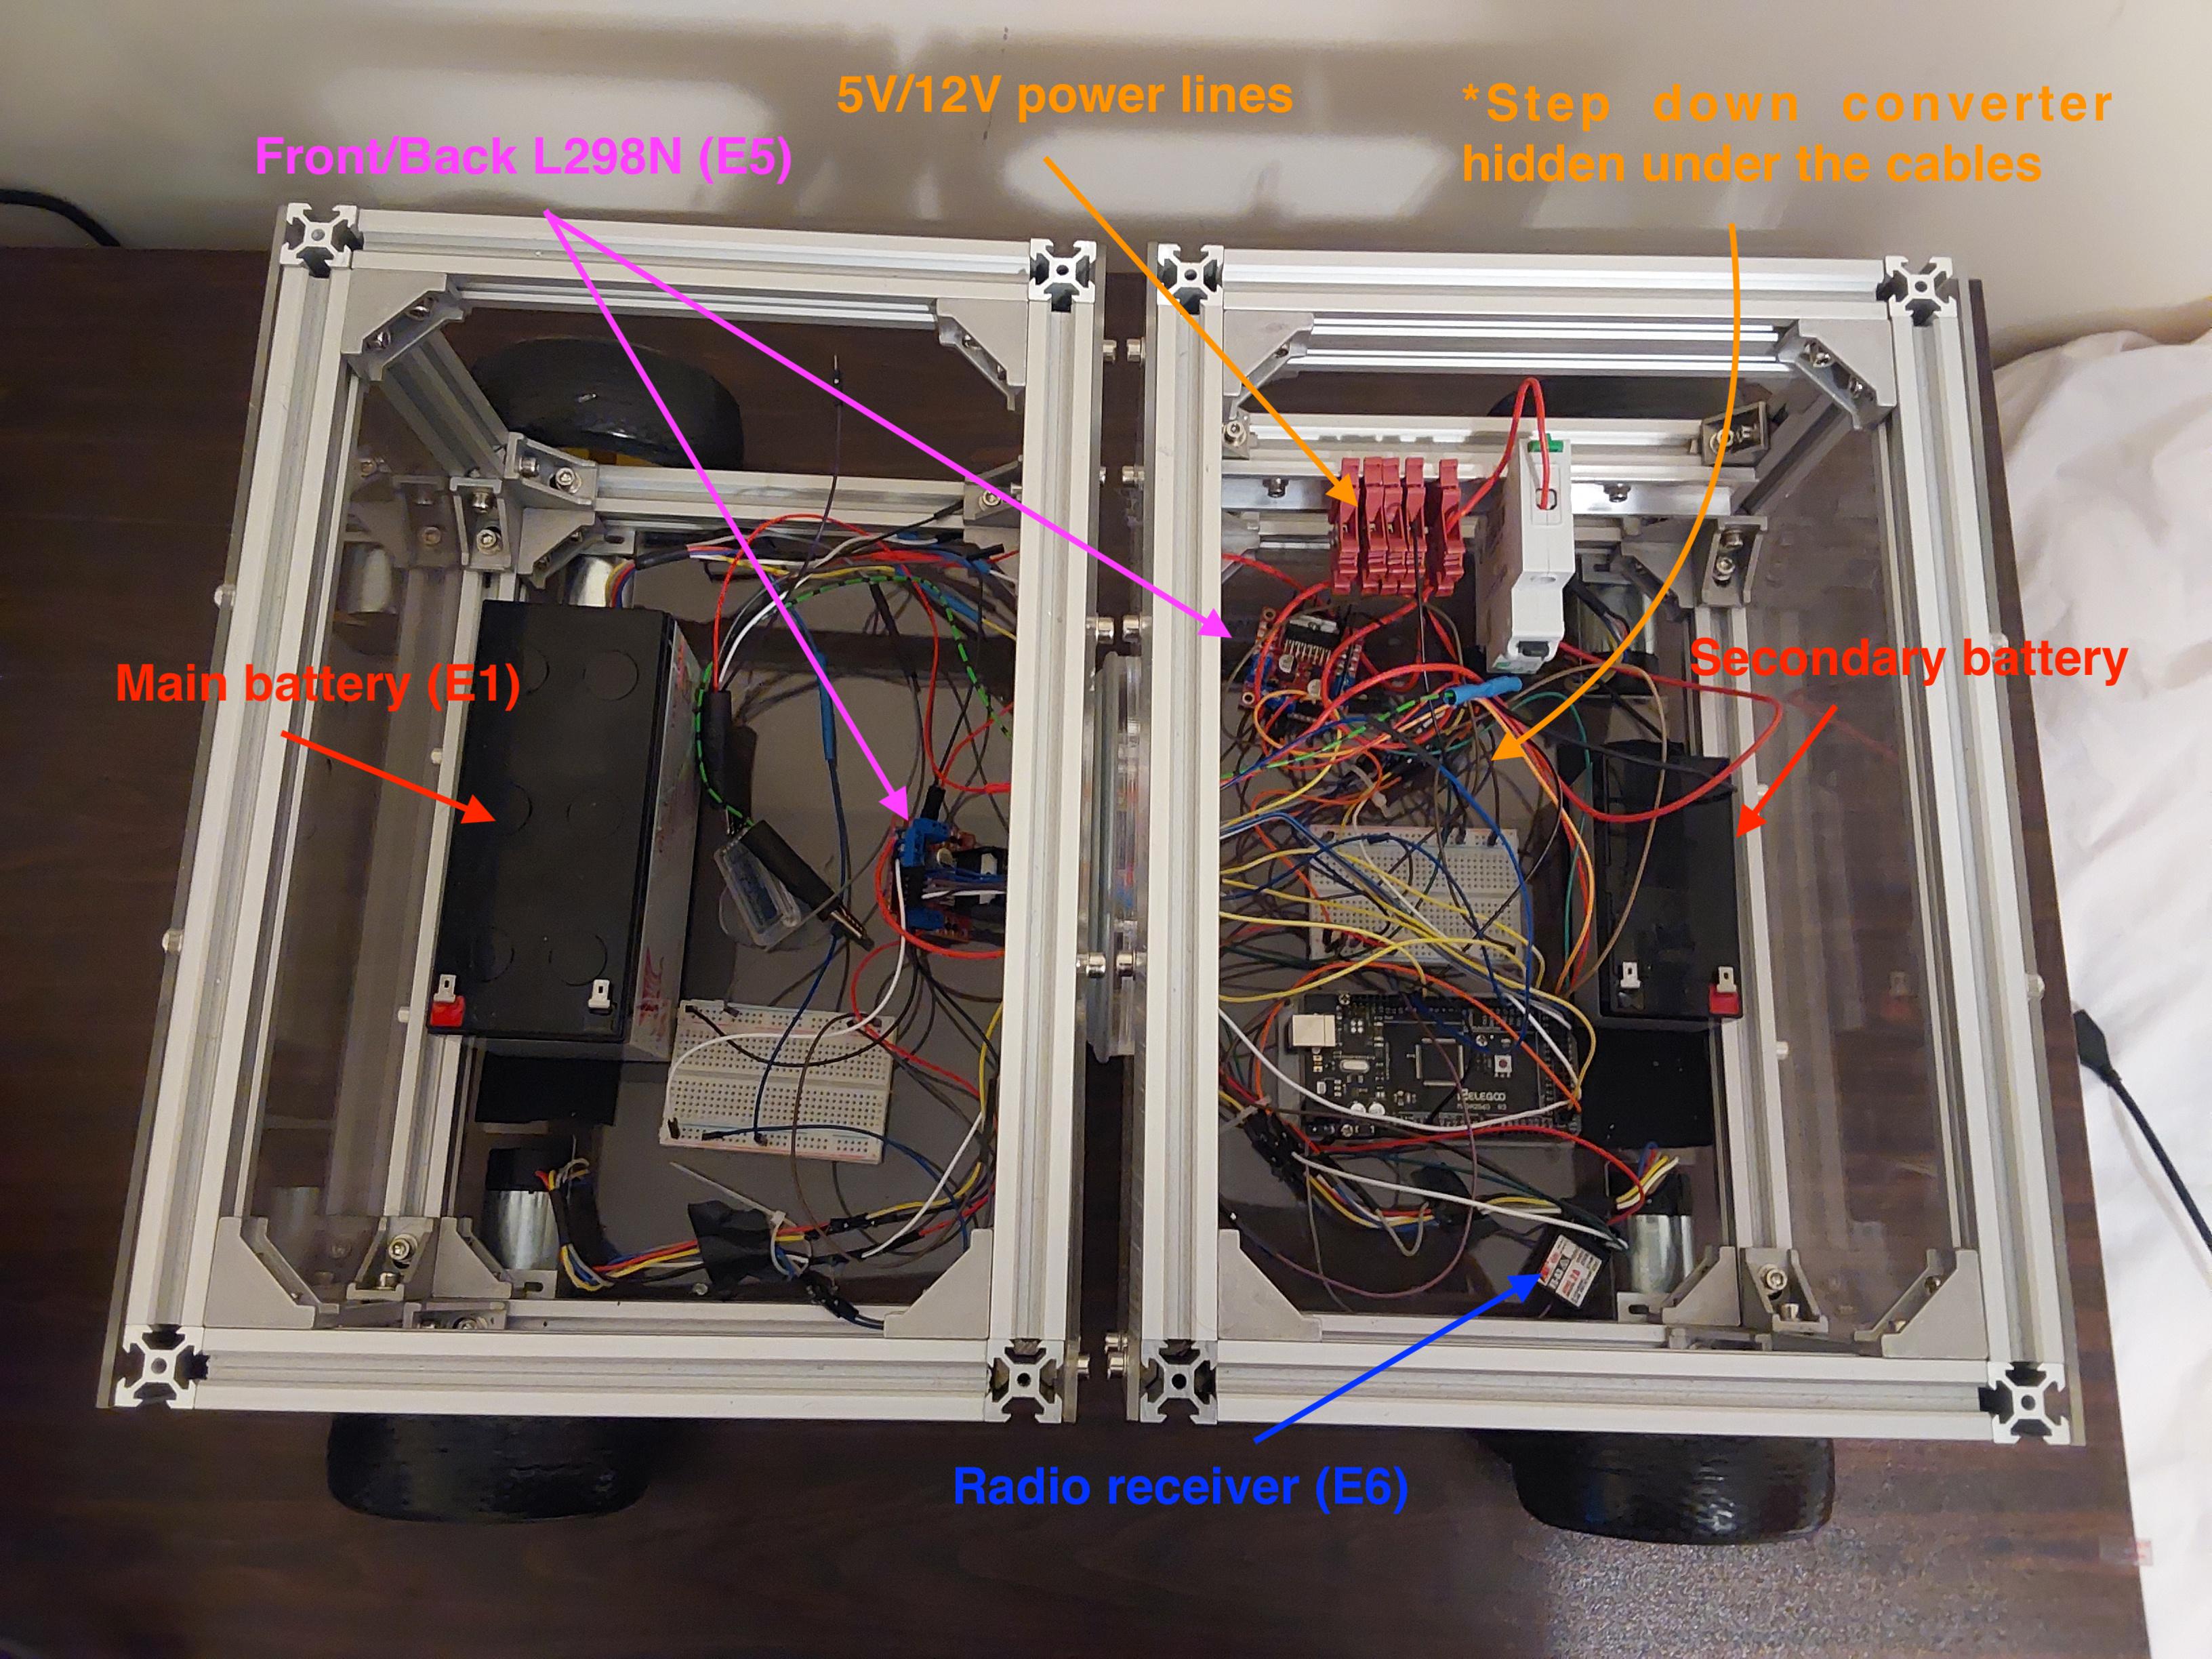 5V/12V power lines
*Step down converter
hidden under the cables
Front/Back L298N (E5)
Main battery (E1)
Secondary battery
ELEGOO
Radio receiver (E6)